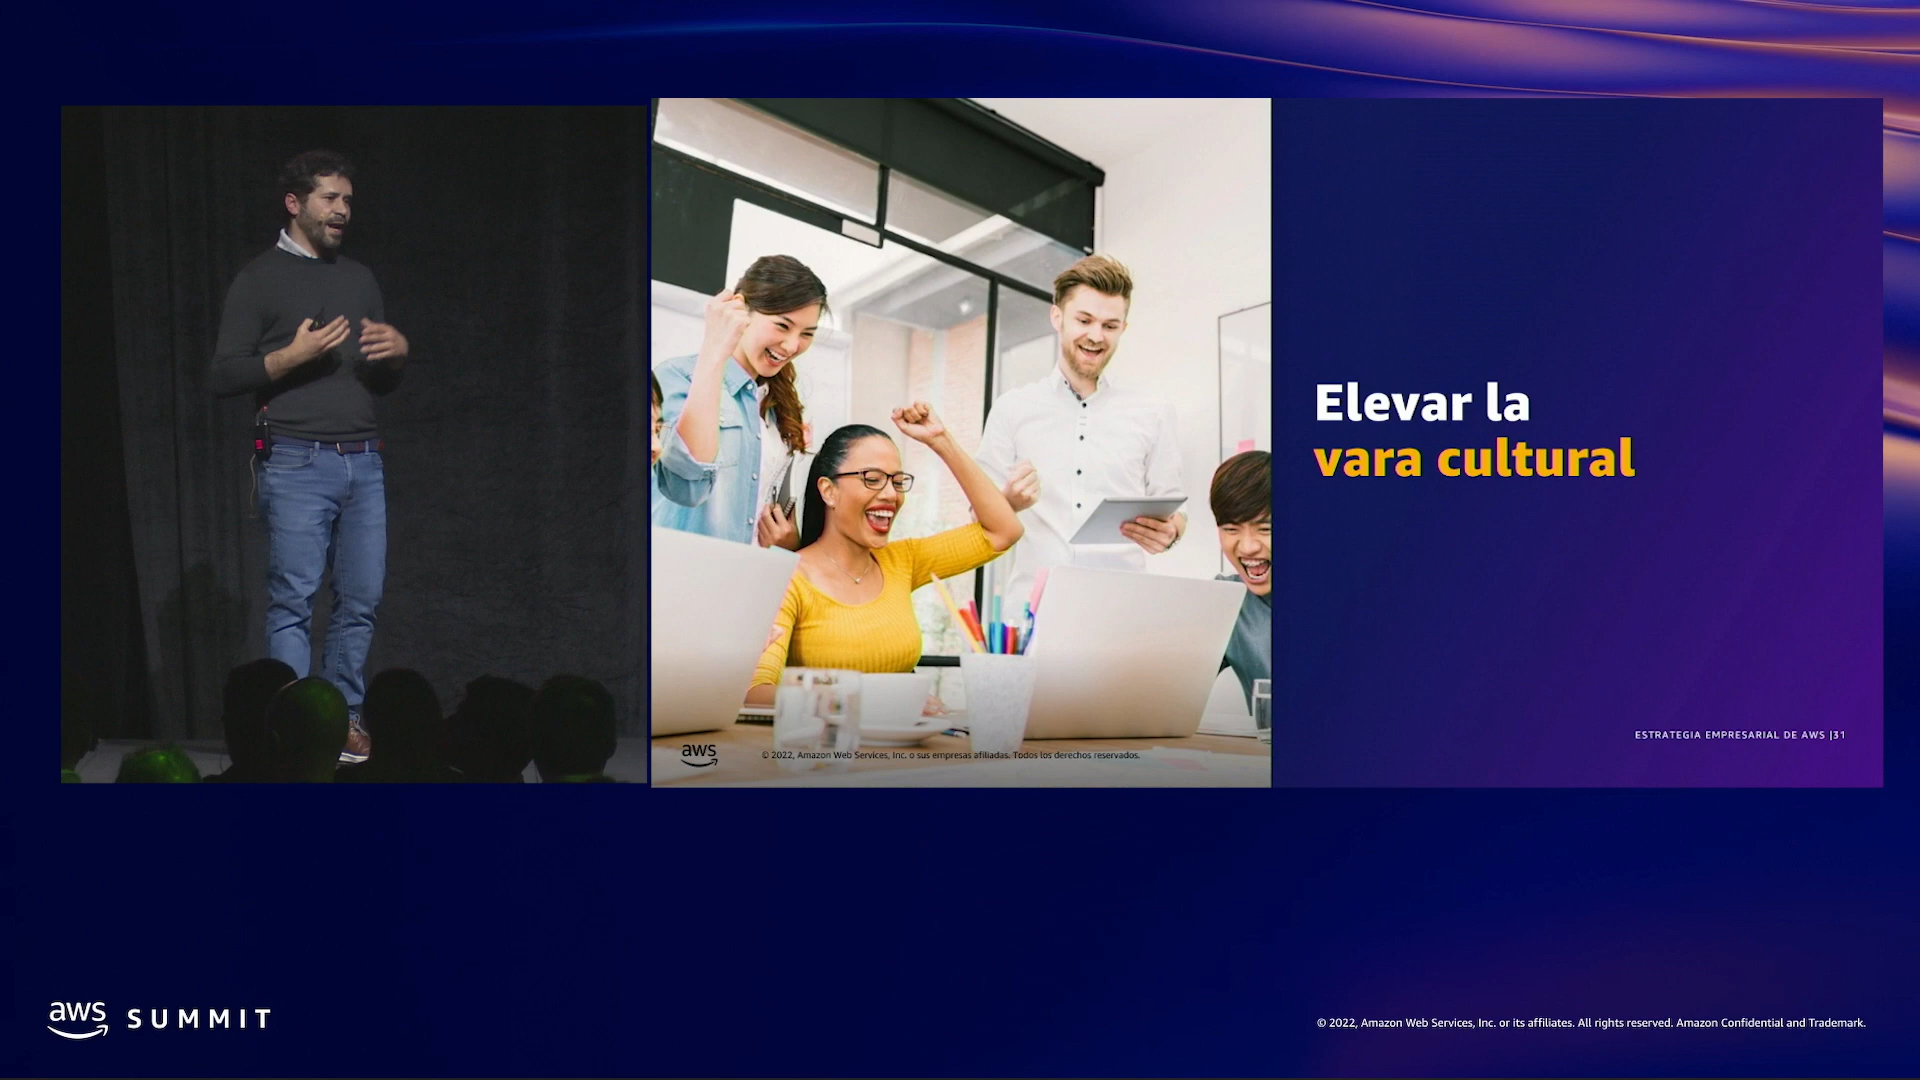 Elevar la
vara cultural
ESTRATEGIA EMPRESARIAL DE AWS |31
aws
© 2022, Amazon Web Services, Inc. o sus empresas afiliadas. Todos los derechos reservados.
aws SUMMIT
© 2022, Amazon Web Services, Inc. or its affiliates. All rights reserved. Amazon Confidential and Trademark.